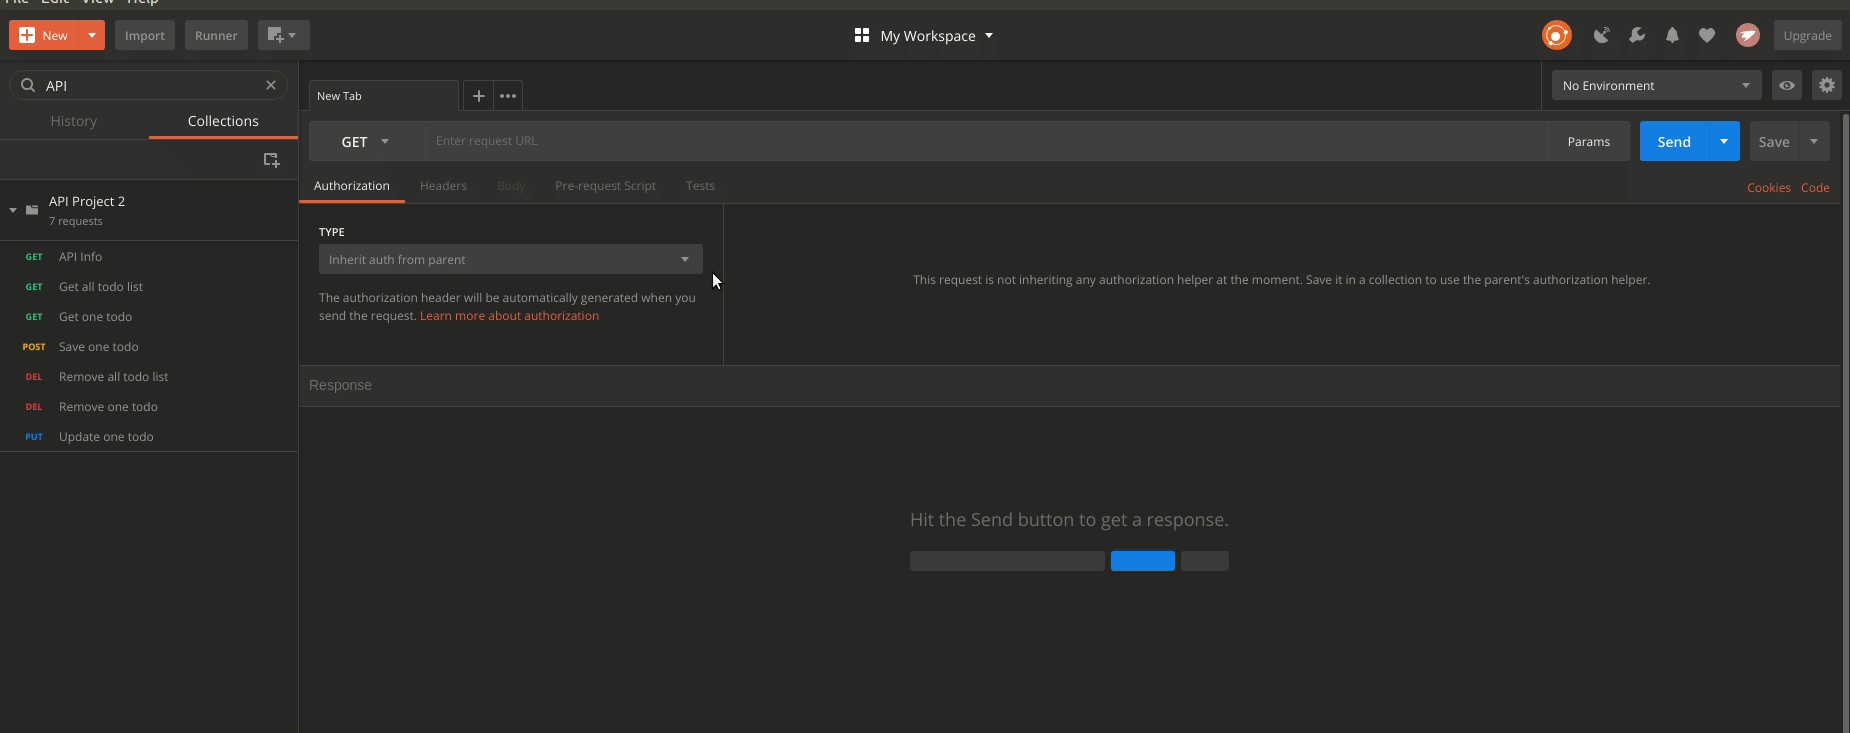 File Edit View Help
New Import Runner My Workspace Upgrade
API
History Collections
API Project 2
7 requests
GET API Info
GET Get all todo list
GET Get one todo
POST Save one todo
DEL Remove all todo list
DEL Remove one todo
PUT Update one todo
New Tab
No Environment
GET Enter request URL Params Send Save
Authorization Headers Body Pre-request Script Tests Cookies Code
TYPE
Inherit auth from parent
The authorization header will be automatically generated when you
send the request. Learn more about authorization
This request is not inheriting any authorization helper at the moment. Save it in a collection to use the parent's authorization helper.
Response
Hit the Send button to get a response.